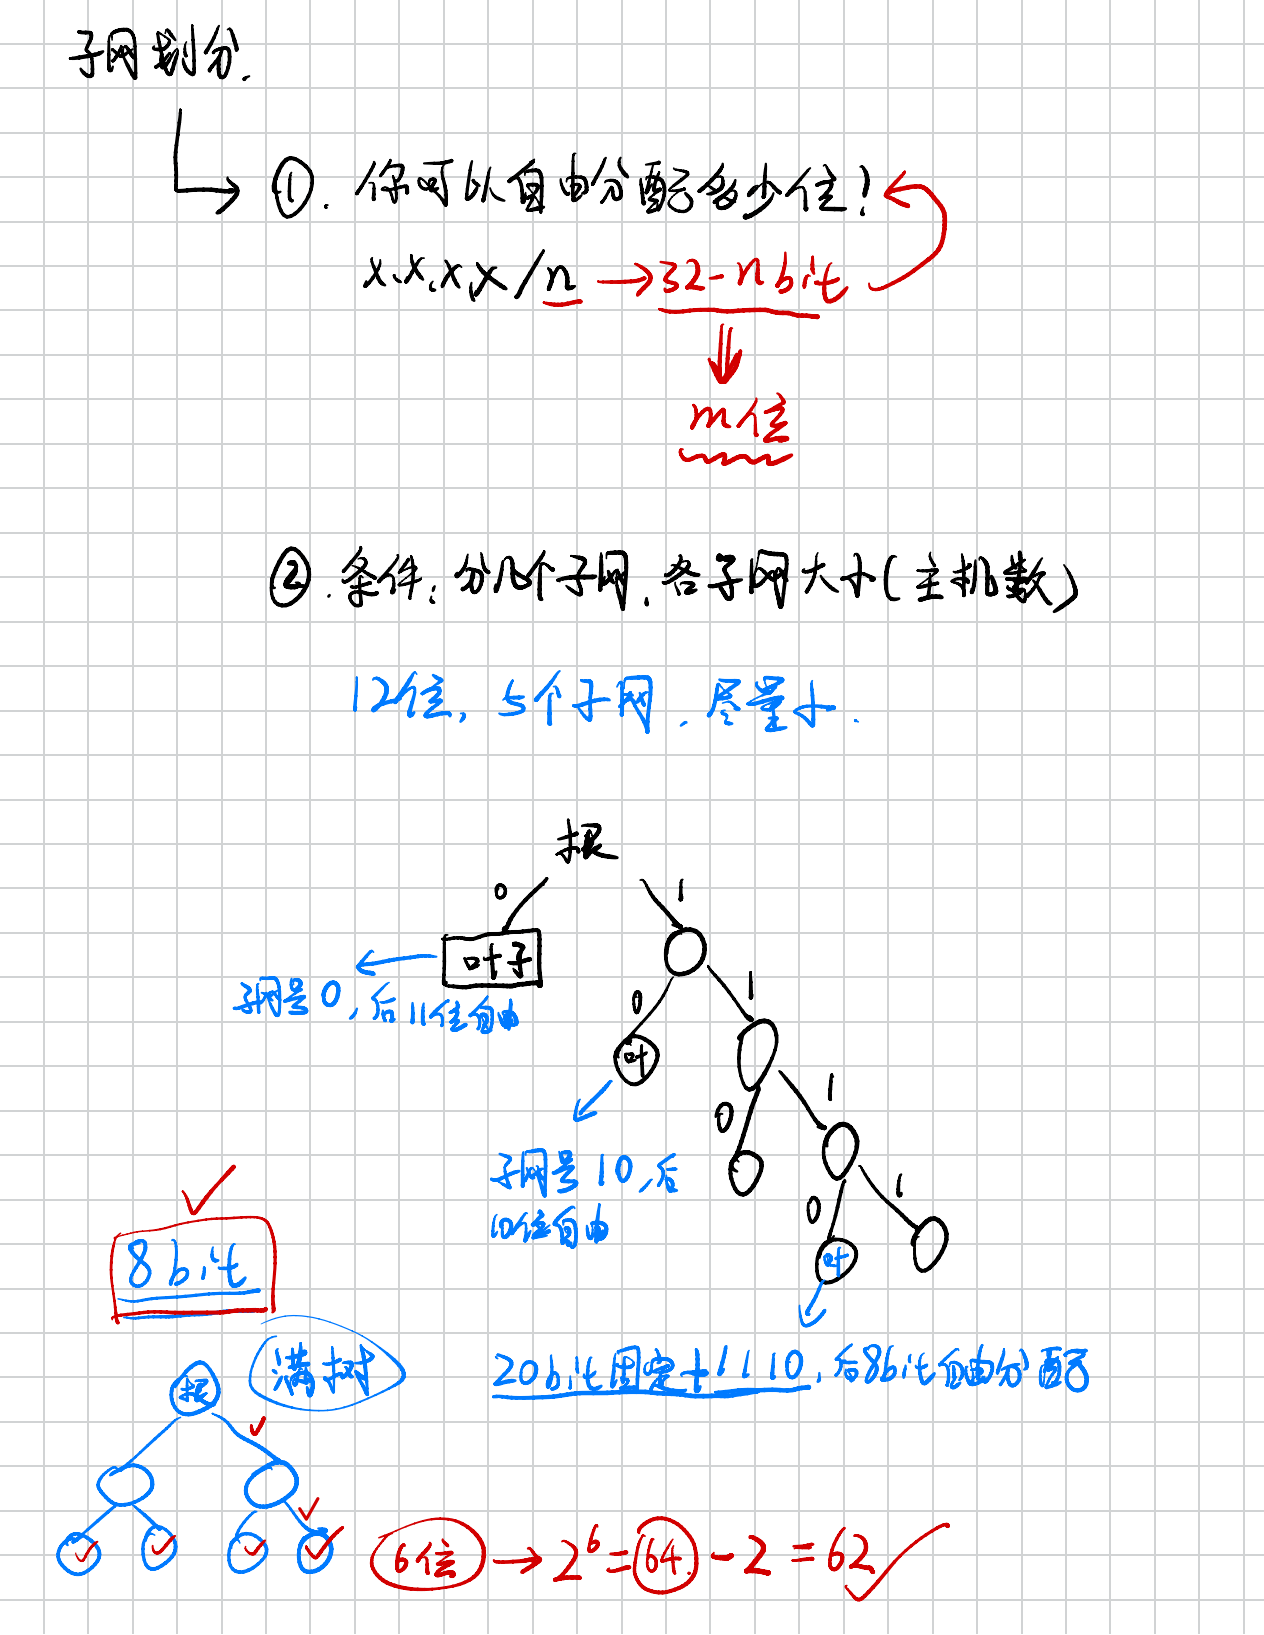 子网划分.
①. 你可以自由分配多少位?
x.x.x.x/n → 32-n bit
m位
②. 条件: 分几个子网, 各子网大小(主机数)
12位, 5个子网, 尽量小.
根
0 1
叶子
子网号0, 后11位自由
0 1
叶
0 1
子网号10, 后
10位自由
0 1
叶
20bit固定+1110, 后8bit自由分配
8bit
满树
根
6位 → 2⁶=64-2=62